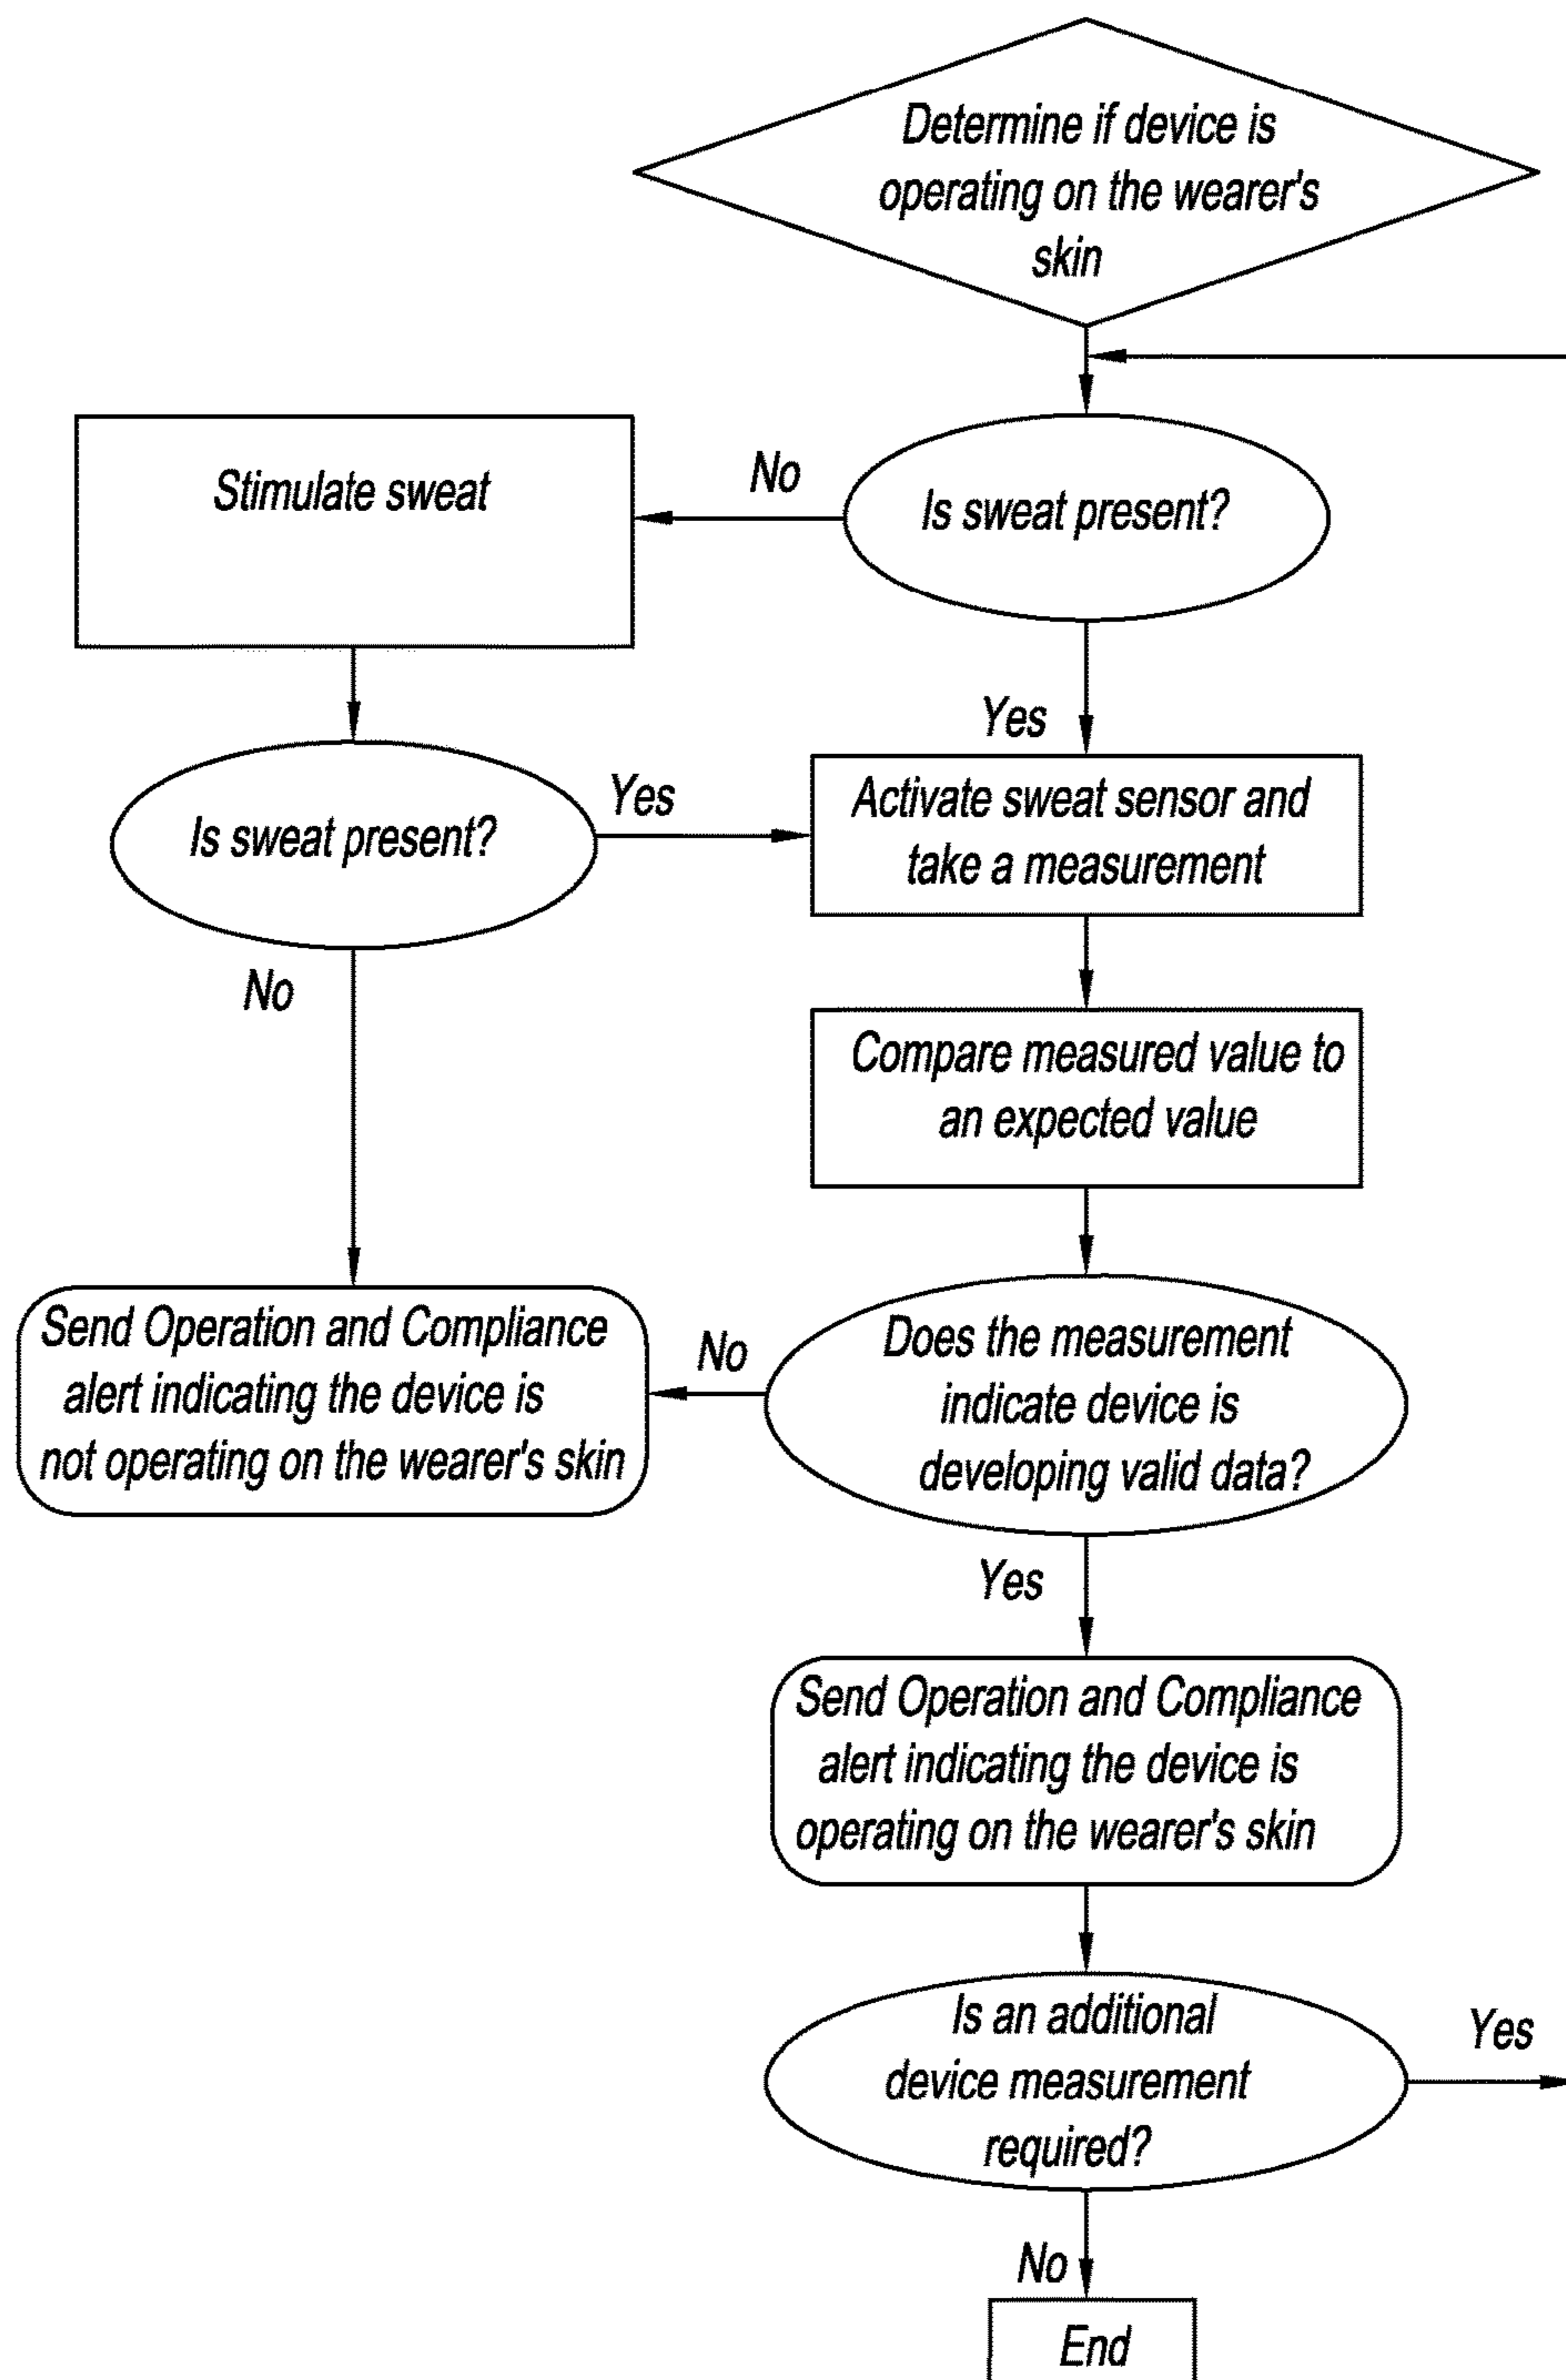 Determine if device is
operating on the wearer's
skin
No
Stimulate sweat
Is sweat present?
Yes
Is sweat present?
Yes
Activate sweat sensor and
take a measurement
No
Compare measured value to
an expected value
Send Operation and Compliance
alert indicating the device is
not operating on the wearer's skin
No
Does the measurement
indicate device is
developing valid data?
Yes
Send Operation and Compliance
alert indicating the device is
operating on the wearer's skin
Is an additional
device measurement
required?
Yes
No
End